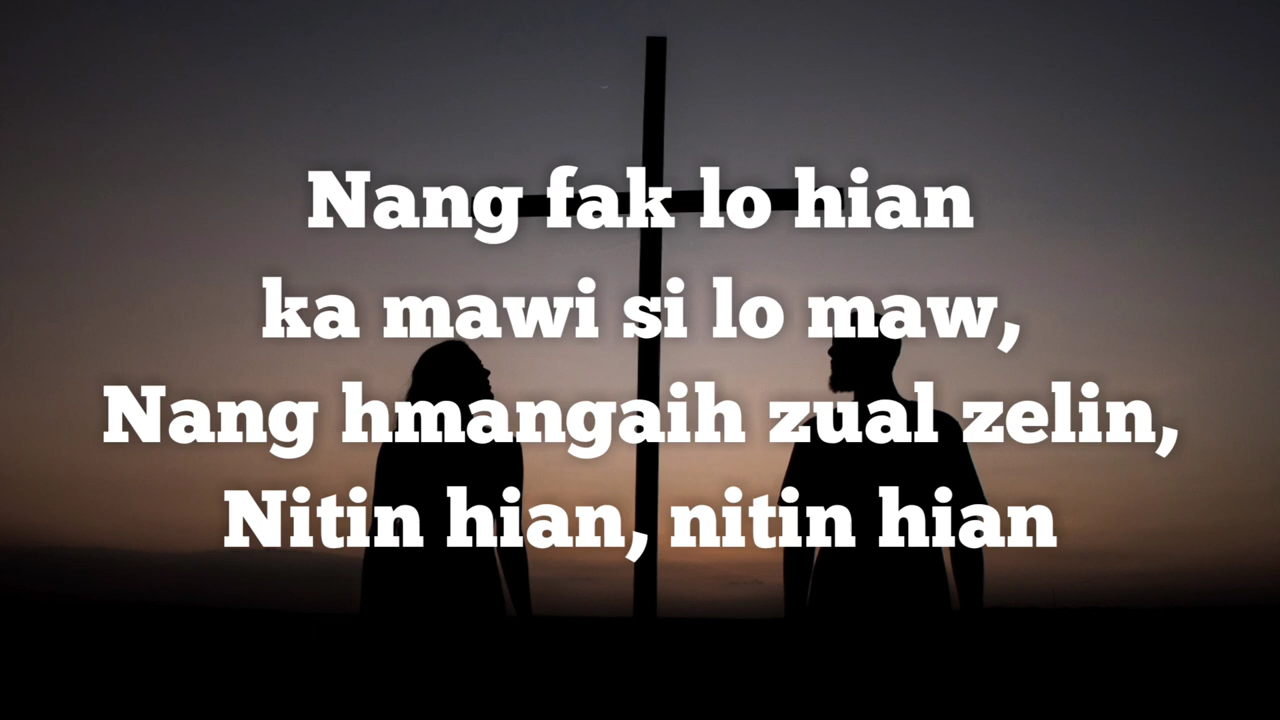 Nang fak lo hian
ka mawi si lo maw,
Nang hmangaih zual zelin,
Nitin hian, nitin hian